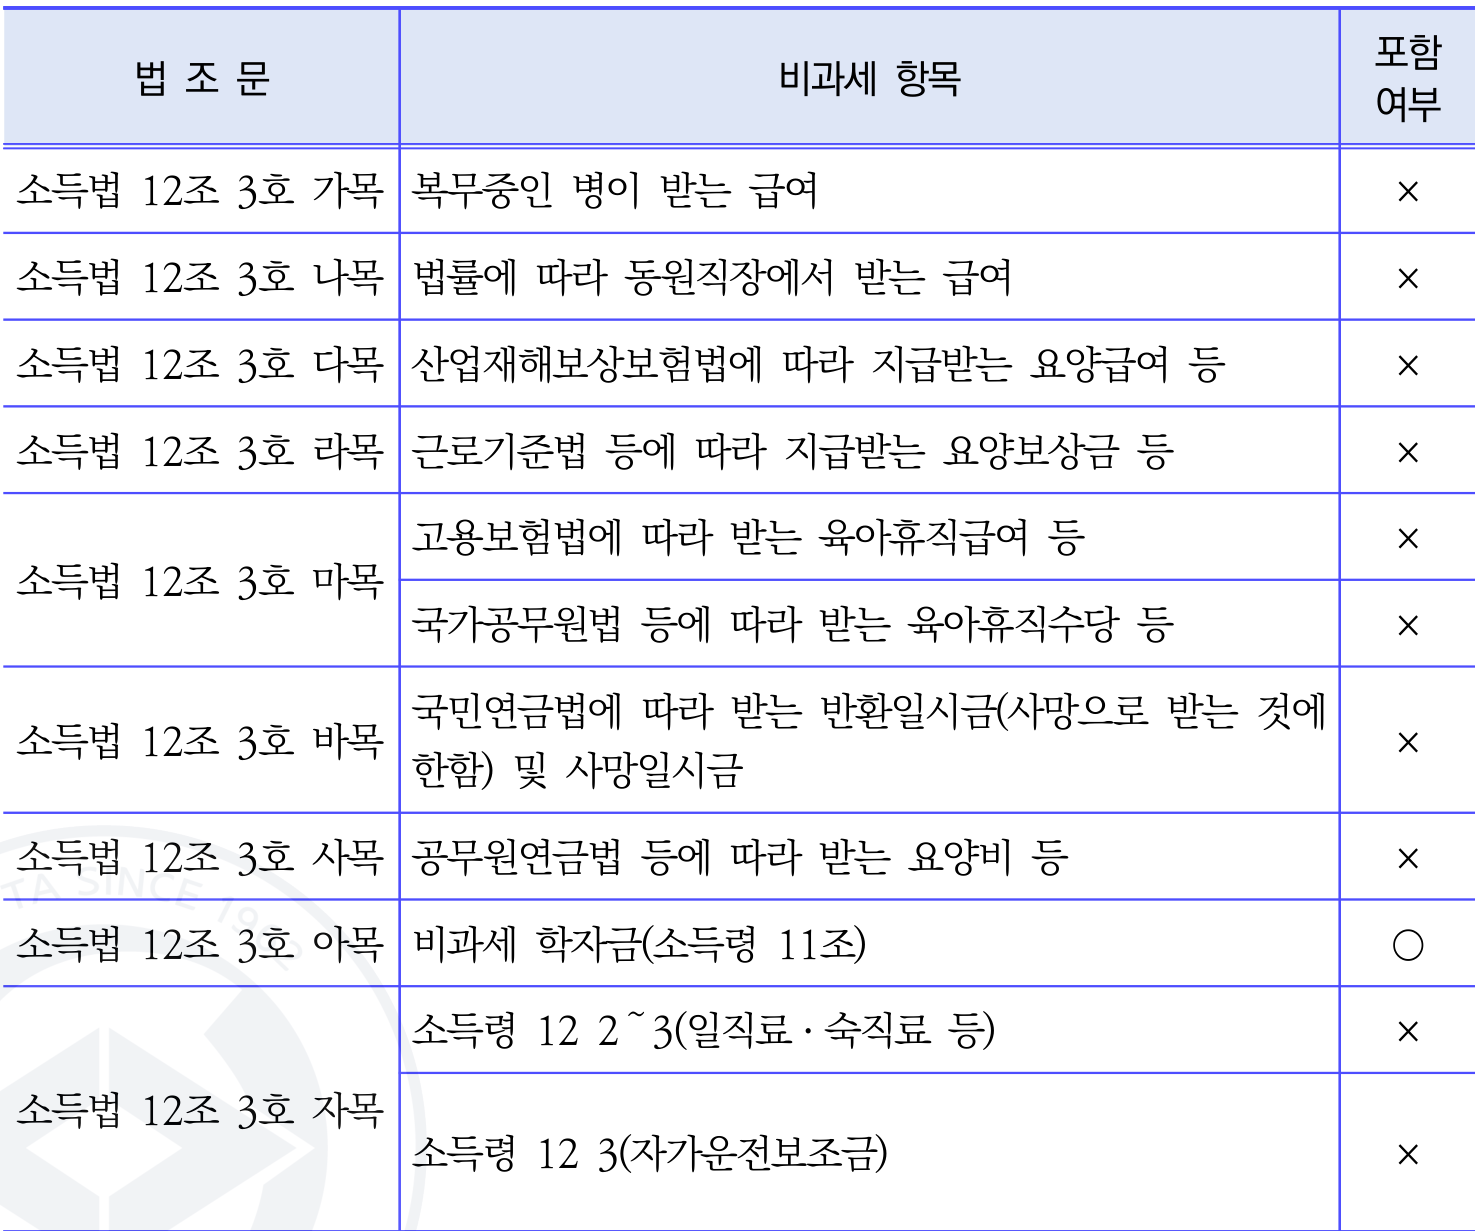 법 조 문
비과세 항목
포함
여부
소득법 12조 3호 가목
복무중인 병이 받는 급여
×
소득법 12조 3호 나목
법률에 따라 동원직장에서 받는 급여
×
소득법 12조 3호 다목
산업재해보상보험법에 따라 지급받는 요양급여 등
×
소득법 12조 3호 라목
근로기준법 등에 따라 지급받는 요양보상금 등
×
소득법 12조 3호 마목
고용보험법에 따라 받는 육아휴직급여 등
×
국가공무원법 등에 따라 받는 육아휴직수당 등
×
소득법 12조 3호 바목
국민연금법에 따라 받는 반환일시금(사망으로 받는 것에
한함) 및 사망일시금
×
소득법 12조 3호 사목
공무원연금법 등에 따라 받는 요양비 등
×
소득법 12조 3호 아목
비과세 학자금(소득령 11조)
○
소득법 12조 3호 자목
소득령 12 2~3(일직료·숙직료 등)
×
소득령 12 3(자가운전보조금)
×
TA SINCE 1962